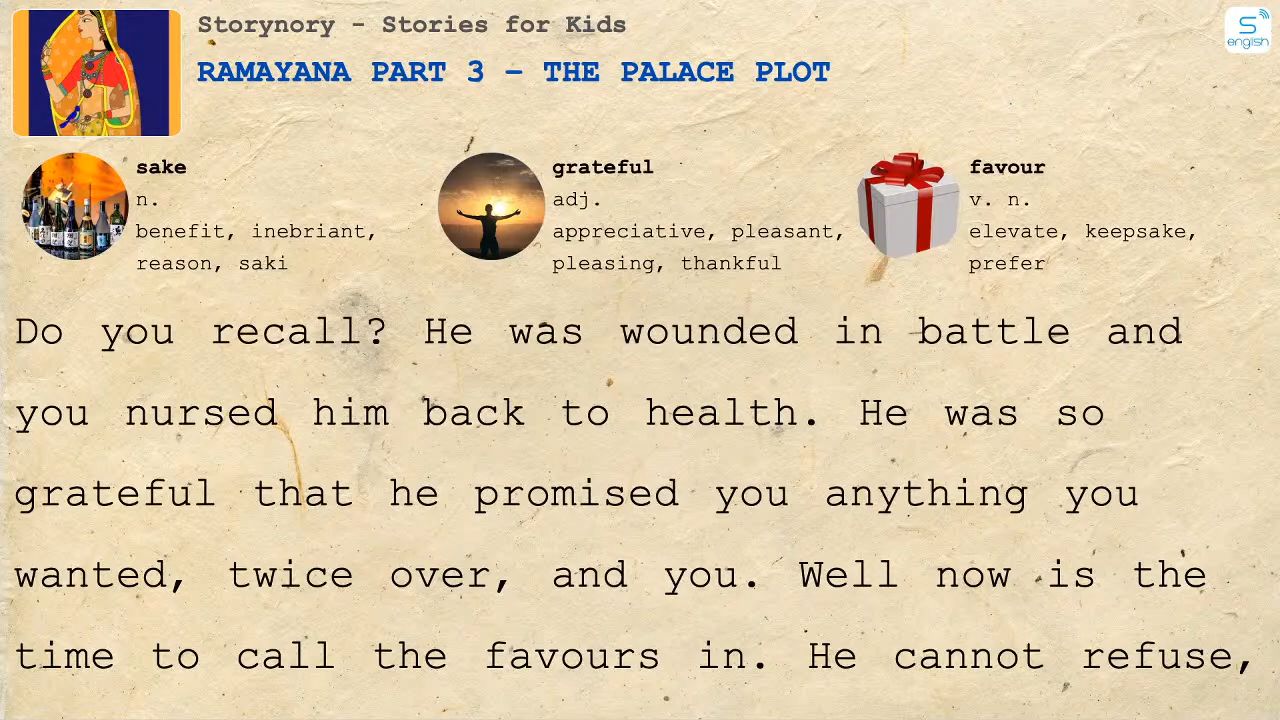 Storynory - Stories for Kids
RAMAYANA PART 3 – THE PALACE PLOT
S
english
sake
n.
benefit, inebriant,
reason, saki
grateful
adj.
appreciative, pleasant,
pleasing, thankful
favour
v. n.
elevate, keepsake,
prefer
Do you recall? He was wounded in battle and
you nursed him back to health. He was so
grateful that he promised you anything you
wanted, twice over, and you. Well now is the
time to call the favours in. He cannot refuse,